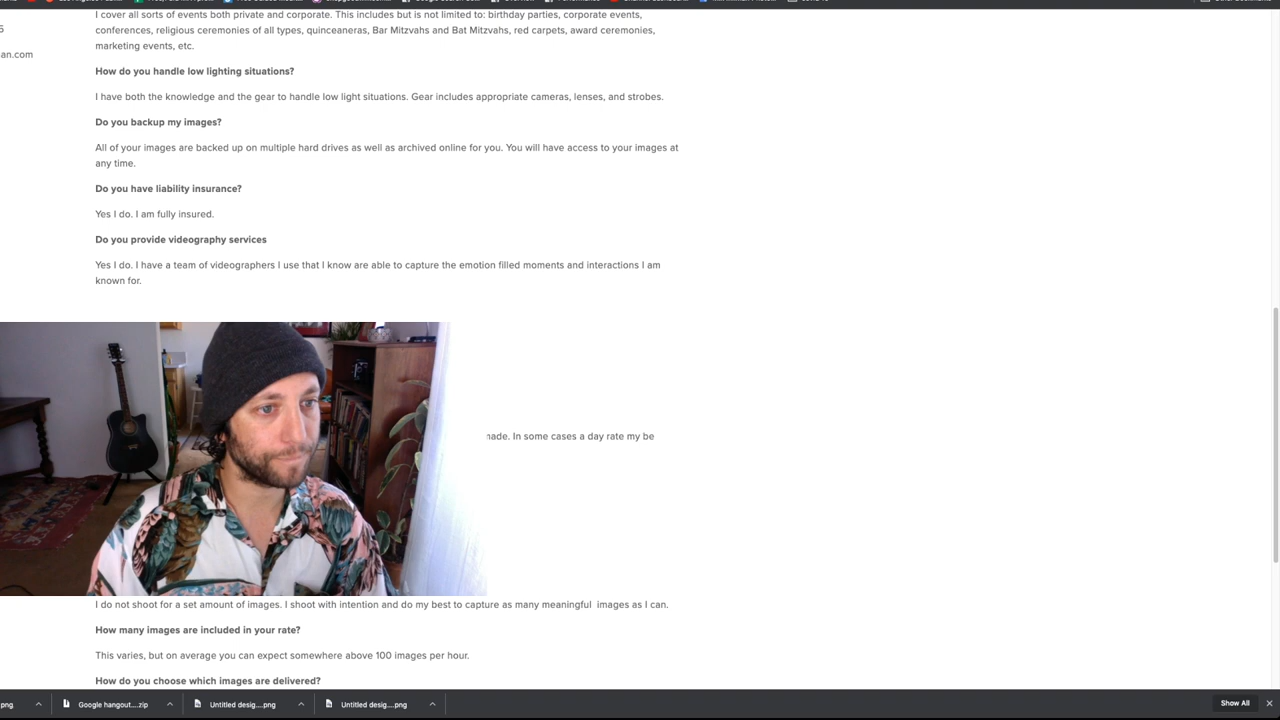 I cover all sorts of events both private and corporate. This includes but is not limited to: birthday parties, corporate events,
5
conferences, religious ceremonies of all types, quinceaneras, Bar Mitzvahs and Bat Mitzvahs, red carpets, award ceremonies,
marketing events, etc.
an.com
How do you handle low lighting situations?
I have both the knowledge and the gear to handle low light situations. Gear includes appropriate cameras, lenses, and strobes.
Do you backup my images?
All of your images are backed up on multiple hard drives as well as archived online for you. You will have access to your images at
any time.
Do you have liability insurance?
Yes I do. I am fully insured.
Do you provide videography services
Yes I do. I have a team of videographers I use that I know are able to capture the emotion filled moments and interactions I am
known for.
made. In some cases a day rate my be
I do not shoot for a set amount of images. I shoot with intention and do my best to capture as many meaningful images as I can.
How many images are included in your rate?
This varies, but on average you can expect somewhere above 100 images per hour.
How do you choose which images are delivered?
.png Google hangout....zip Untitled desig....png Untitled desig....png Show All